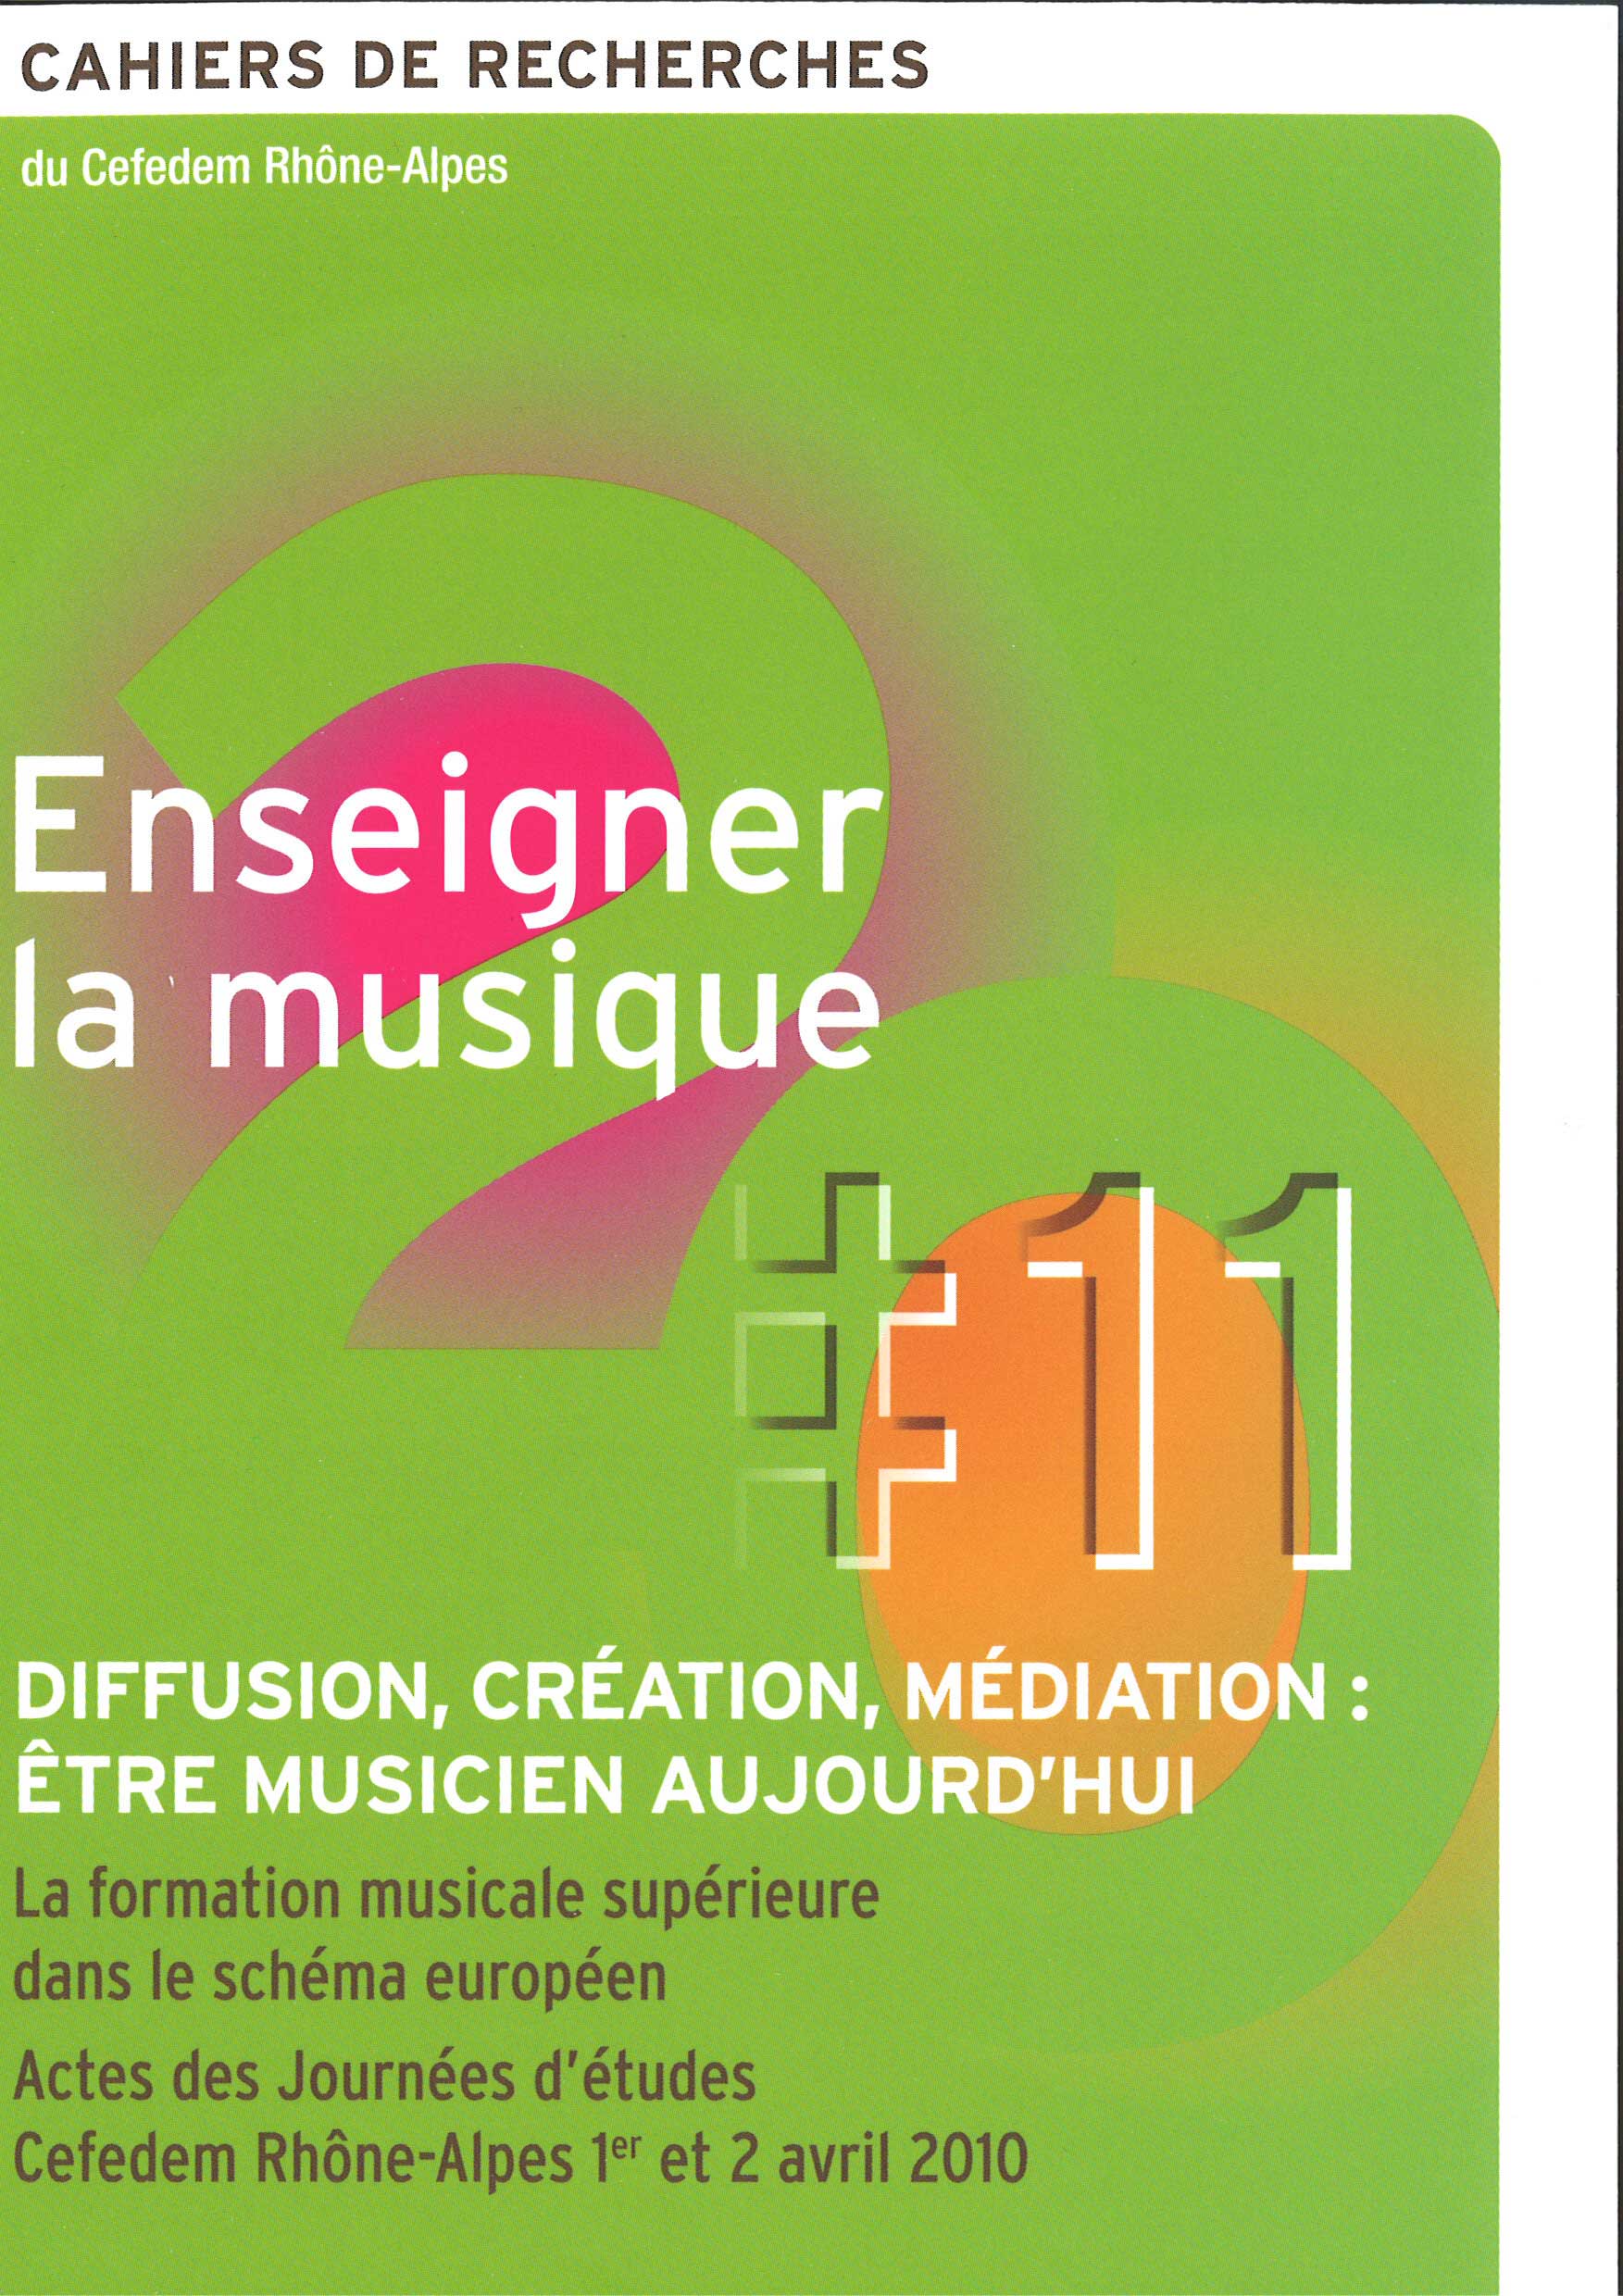 CAHIERS DE RECHERCHES
du Cefedem Rhône-Alpes
20
Enseigner
la musique
#11
DIFFUSION, CRÉATION, MÉDIATION :
ÊTRE MUSICIEN AUJOURD'HUI
La formation musicale supérieure
dans le schéma européen
Actes des Journées d'études
Cefedem Rhône-Alpes 1er et 2 avril 2010